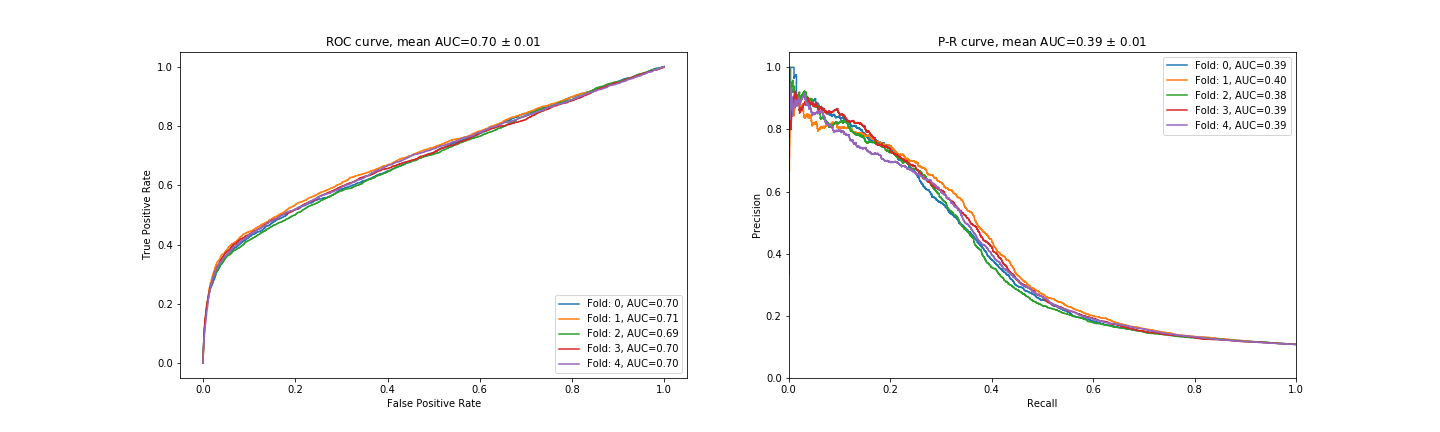 ROC curve, mean AUC=0.70 ± 0.01
True Positive Rate
1.0
0.8
0.6
0.4
0.2
0.0
Fold: 0, AUC=0.70
Fold: 1, AUC=0.71
Fold: 2, AUC=0.69
Fold: 3, AUC=0.70
Fold: 4, AUC=0.70
0.0 0.2 0.4 0.6 0.8 1.0
False Positive Rate
P-R curve, mean AUC=0.39 ± 0.01
Precision
1.0
0.8
0.6
0.4
0.2
0.0
Fold: 0, AUC=0.39
Fold: 1, AUC=0.40
Fold: 2, AUC=0.38
Fold: 3, AUC=0.39
Fold: 4, AUC=0.39
0.0 0.2 0.4 0.6 0.8 1.0
Recall